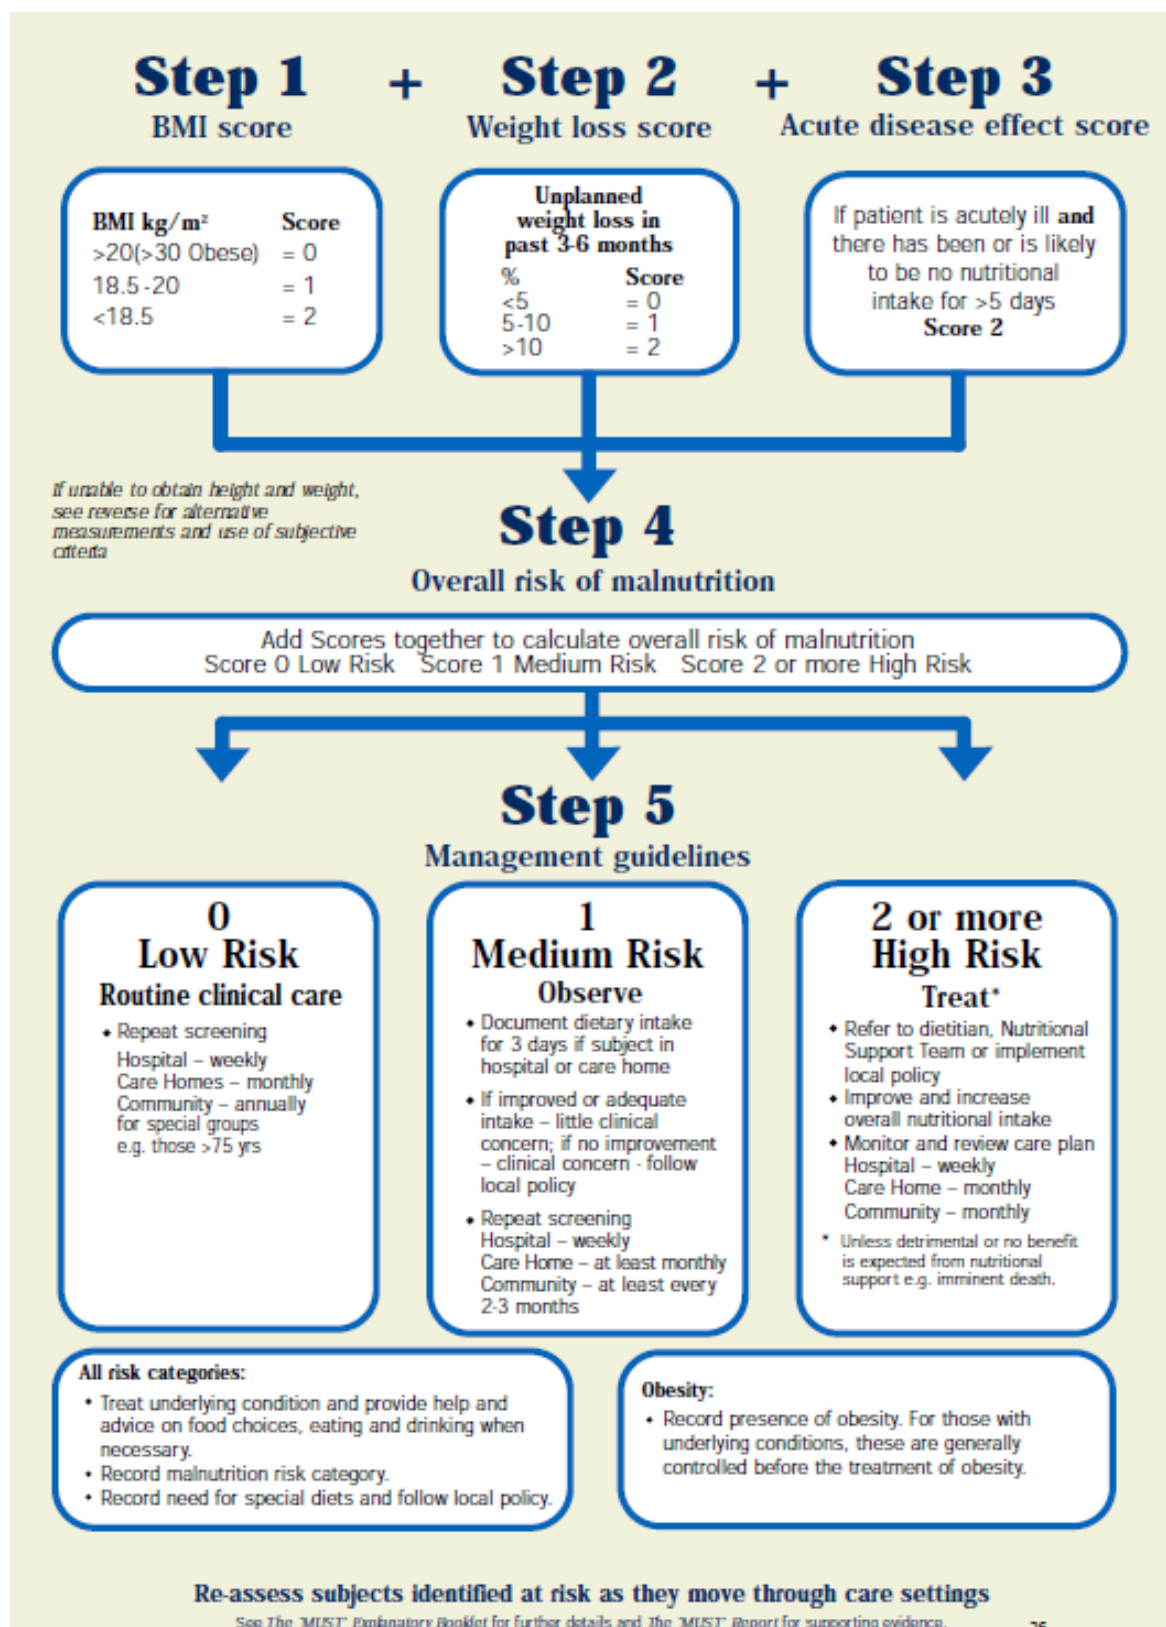 Step 1 + Step 2 + Step 3
BMI score
Weight loss score
Acute disease effect score
BMI kg/m² Score
>20(>30 Obese) = 0
18.5-20 = 1
<18.5 = 2
Unplanned
weight loss in
past 3-6 months
% Score
<5 = 0
5-10 = 1
>10 = 2
If patient is acutely ill and
there has been or is likely
to be no nutritional
intake for >5 days
Score 2
If unable to obtain height and weight,
see reverse for alternative
measurements and use of subjective
criteria
Step 4
Overall risk of malnutrition
Add Scores together to calculate overall risk of malnutrition
Score 0 Low Risk Score 1 Medium Risk Score 2 or more High Risk
Step 5
Management guidelines
0
Low Risk
Routine clinical care
• Repeat screening
Hospital – weekly
Care Homes – monthly
Community – annually
for special groups
e.g. those >75 yrs
1
Medium Risk
Observe
• Document dietary intake
for 3 days if subject in
hospital or care home
• If improved or adequate
intake – little clinical
concern; if no improvement
– clinical concern - follow
local policy
• Repeat screening
Hospital – weekly
Care Home – at least monthly
Community – at least every
2-3 months
2 or more
High Risk
Treat*
• Refer to dietitian, Nutritional
Support Team or implement
local policy
• Improve and increase
overall nutritional intake
• Monitor and review care plan
Hospital – weekly
Care Home – monthly
Community – monthly
* Unless detrimental or no benefit
is expected from nutritional
support e.g. imminent death.
All risk categories:
• Treat underlying condition and provide help and
advice on food choices, eating and drinking when
necessary.
• Record malnutrition risk category.
• Record need for special diets and follow local policy.
Obesity:
• Record presence of obesity. For those with
underlying conditions, these are generally
controlled before the treatment of obesity.
Re-assess subjects identified at risk as they move through care settings
See The 'MUST' Explanatory Booklet for further details and The 'MUST' Report for supporting evidence.